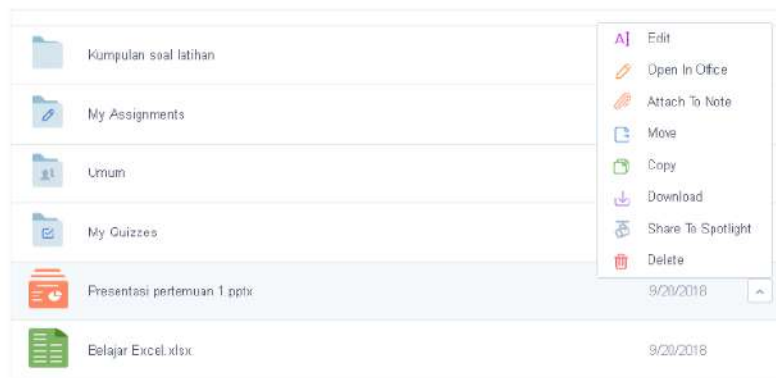 Kumpulan soal latihan
My Assignments
Umum
My Quizzes
Presentasi pertemuan 1.pptx
9/20/2018
Belajar Excel.xlsx
9/20/2018
Edit
Open In Office
Attach To Note
Move
Copy
Download
Share To Spotlight
Delete